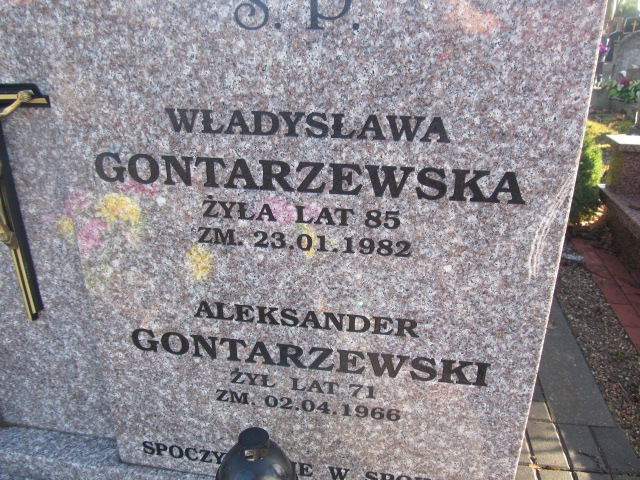 Ś. P.
WŁADYSŁAWA
GONTARZEWSKA
ŻYŁA LAT 85
ZM. 23.01.1982
ALEKSANDER
GONTARZEWSKI
ŻYŁ LAT 71
ZM. 02.04.1966
W